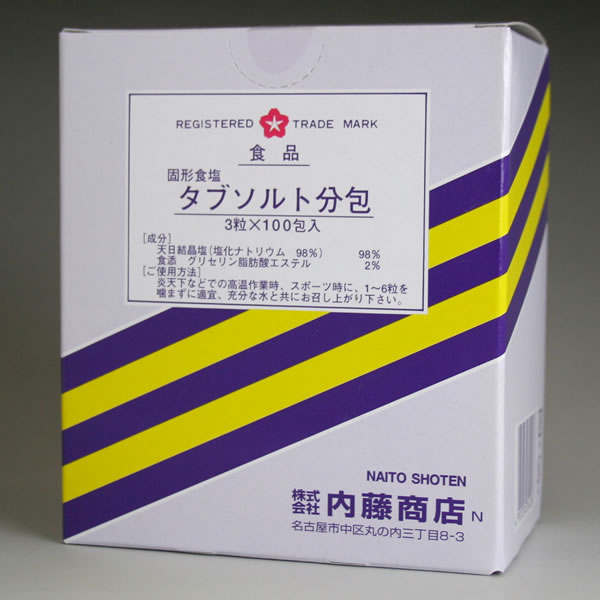 REGISTERED TRADE MARK
食品
固形食塩
タブソルト分包
3粒×100包入
[成分]
天日結晶塩(塩化ナトリウム 98%) 98%
食添 グリセリン脂肪酸エステル 2%
[ご使用方法]
炎天下などでの高温作業時、スポーツ時に、1～6粒を
噛まずに適宜、充分な水と共にお召し上がり下さい。
NAITO SHOTEN
株式会社 内藤商店 N
名古屋市中区丸の内三丁目8-3